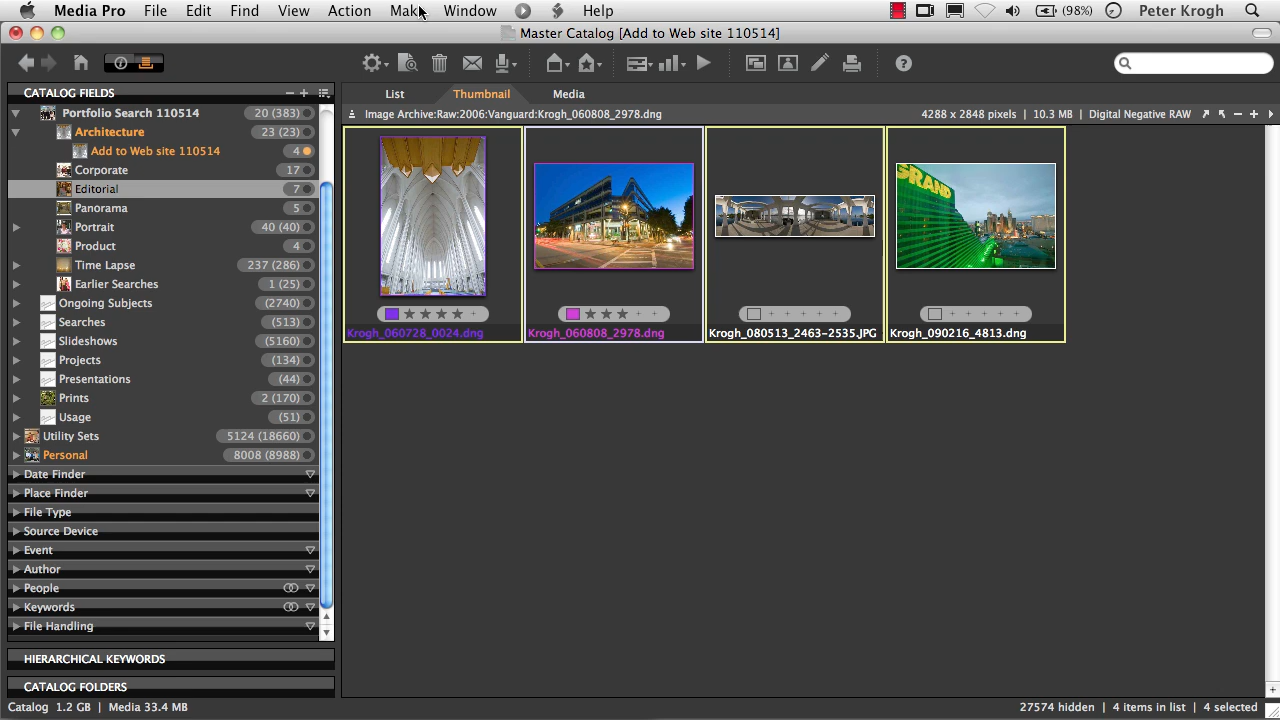 Media Pro File Edit Find View Action Make Window Help (98%) Peter Krogh
Master Catalog [Add to Web site 110514]
CATALOG FIELDS
Portfolio Search 110514 20 (383)
Architecture 23 (23)
Add to Web site 110514 4
Corporate 17
Editorial 7
Panorama 5
Portrait 40 (40)
Product 4
Time Lapse 237 (286)
Earlier Searches 1 (25)
Ongoing Subjects (2740)
Searches (513)
Slideshows (5160)
Projects (134)
Presentations (44)
Prints 2 (170)
Usage (51)
Utility Sets 5124 (18660)
Personal 8008 (8988)
Date Finder
Place Finder
File Type
Source Device
Event
Author
People
Keywords
File Handling
HIERARCHICAL KEYWORDS
CATALOG FOLDERS
Catalog 1.2 GB | Media 33.4 MB
List Thumbnail Media
Image Archive:Raw:2006:Vanguard:Krogh_060808_2978.dng 4288 x 2848 pixels | 10.3 MB | Digital Negative RAW
GRAND
Krogh_060728_0024.dng Krogh_060808_2978.dng Krogh_080513_2463-2535.JPG Krogh_090216_4813.dng
27574 hidden | 4 items in list | 4 selected